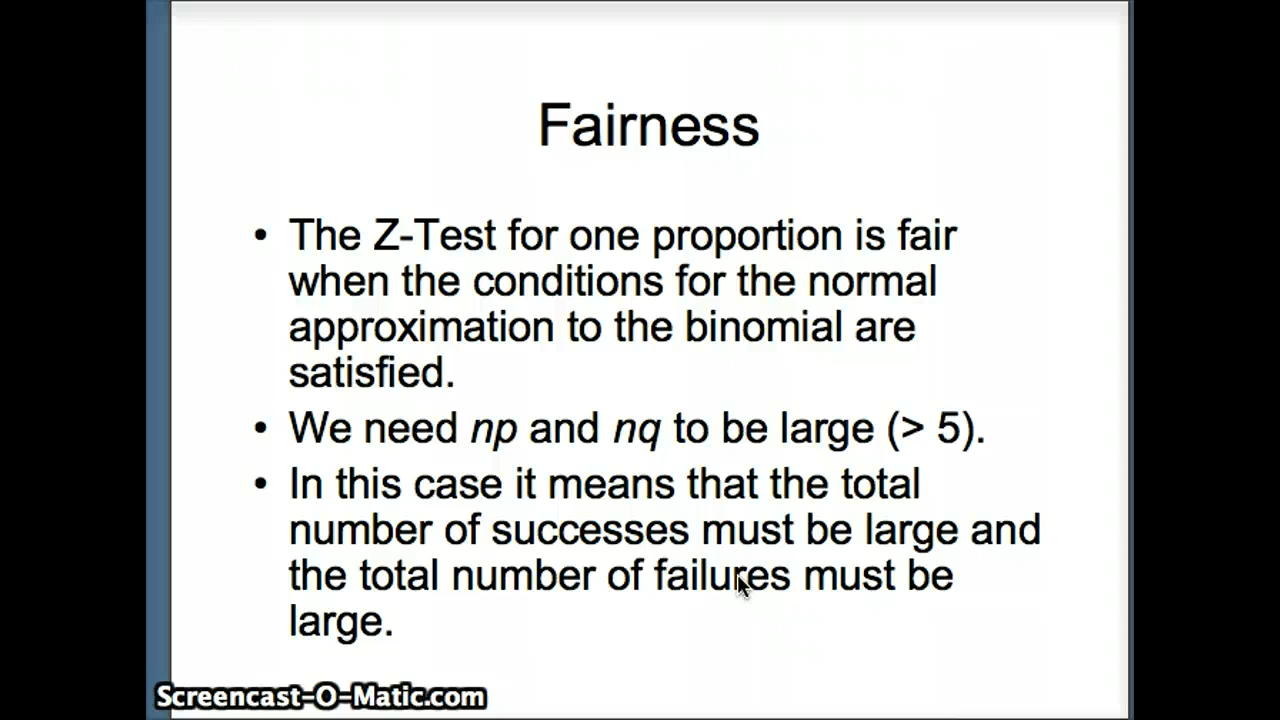 Fairness
• The Z-Test for one proportion is fair
when the conditions for the normal
approximation to the binomial are
satisfied.
• We need np and nq to be large (> 5).
• In this case it means that the total
number of successes must be large and
the total number of failures must be
large.
Screencast-O-Matic.com